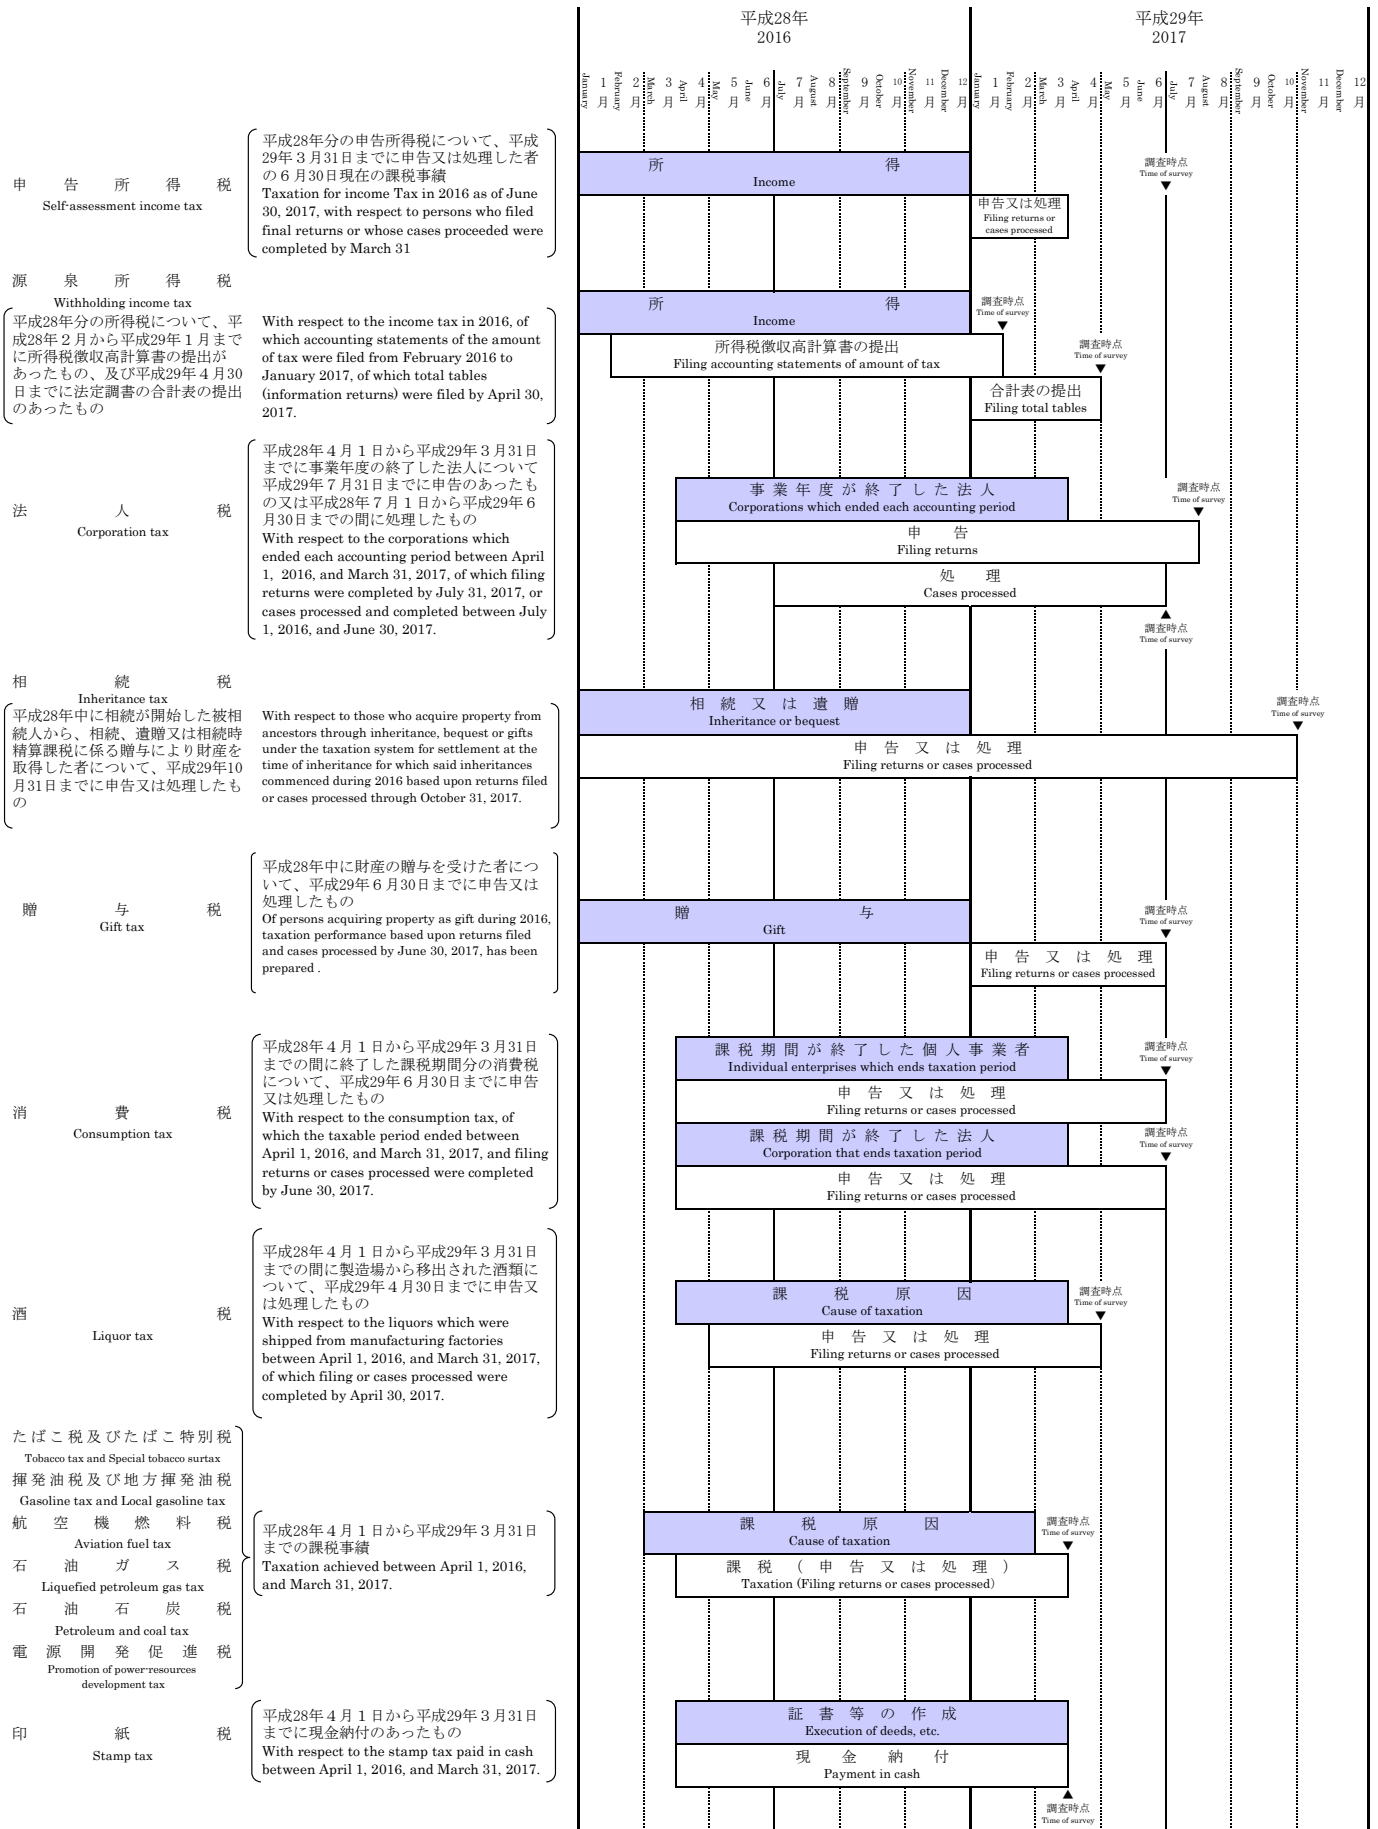 平成28年
2016
平成29年
2017
January
1月
February
2月
March
3月
April
4月
May
5月
June
6月
July
7月
August
8月
September
9月
October
10月
November
11月
December
12月
January
1月
February
2月
March
3月
April
4月
May
5月
June
6月
July
7月
August
8月
September
9月
October
10月
November
11月
December
12月
申告所得税
Self-assessment income tax
平成28年分の申告所得税について、平成
29年３月31日までに申告又は処理した者
の６月30日現在の課税事績
Taxation for income Tax in 2016 as of June
30, 2017, with respect to persons who filed
final returns or whose cases proceeded were
completed by March 31
所得
Income
申告又は処理
Filing returns or
cases processed
調査時点
Time of survey
▼
源泉所得税
Withholding income tax
平成28年分の所得税について、平
成28年２月から平成29年１月まで
に所得税徴収高計算書の提出が
あったもの、及び平成29年４月30
日までに法定調書の合計表の提出
のあったもの
With respect to the income tax in 2016, of
which accounting statements of the amount
of tax were filed from February 2016 to
January 2017, of which total tables
(information returns) were filed by April 30,
2017.
所得
Income
調査時点
Time of survey
▼
所得税徴収高計算書の提出
Filing accounting statements of amount of tax
調査時点
Time of survey
▼
合計表の提出
Filing total tables
法人税
Corporation tax
平成28年４月１日から平成29年３月31日
までに事業年度の終了した法人について
平成29年７月31日までに申告のあったも
の又は平成28年７月１日から平成29年６
月30日までの間に処理したもの
With respect to the corporations which
ended each accounting period between April
1, 2016, and March 31, 2017, of which filing
returns were completed by July 31, 2017, or
cases processed and completed between July
1, 2016, and June 30, 2017.
事業年度が終了した法人
Corporations which ended each accounting period
調査時点
Time of survey
▼
申告
Filing returns
処理
Cases processed
▲
調査時点
Time of survey
相続税
Inheritance tax
平成28年中に相続が開始した被相
続人から、相続、遺贈又は相続時
精算課税に係る贈与により財産を
取得した者について、平成29年10
月31日までに申告又は処理したも
の
With respect to those who acquire property from
ancestors through inheritance, bequest or gifts
under the taxation system for settlement at the
time of inheritance for which said inheritances
commenced during 2016 based upon returns filed
or cases processed through October 31, 2017.
相続又は遺贈
Inheritance or bequest
調査時点
Time of survey
▼
申告又は処理
Filing returns or cases processed
贈与税
Gift tax
平成28年中に財産の贈与を受けた者につ
いて、平成29年６月30日までに申告又は
処理したもの
Of persons acquiring property as gift during 2016,
taxation performance based upon returns filed
and cases processed by June 30, 2017, has been
prepared .
贈与
Gift
調査時点
Time of survey
▼
申告又は処理
Filing returns or cases processed
消費税
Consumption tax
平成28年４月１日から平成29年３月31日
までの間に終了した課税期間分の消費税
について、平成29年６月30日までに申告
又は処理したもの
With respect to the consumption tax, of
which the taxable period ended between
April 1, 2016, and March 31, 2017, and filing
returns or cases processed were completed
by June 30, 2017.
課税期間が終了した個人事業者
Individual enterprises which ends taxation period
調査時点
Time of survey
▼
申告又は処理
Filing returns or cases processed
課税期間が終了した法人
Corporation that ends taxation period
調査時点
Time of survey
▼
申告又は処理
Filing returns or cases processed
酒税
Liquor tax
平成28年４月１日から平成29年３月31日
までの間に製造場から移出された酒類に
ついて、平成29年４月30日までに申告又
は処理したもの
With respect to the liquors which were
shipped from manufacturing factories
between April 1, 2016, and March 31, 2017,
of which filing or cases processed were
completed by April 30, 2017.
課税原因
Cause of taxation
調査時点
Time of survey
▼
申告又は処理
Filing returns or cases processed
たばこ税及びたばこ特別税
Tobacco tax and Special tobacco surtax
揮発油税及び地方揮発油税
Gasoline tax and Local gasoline tax
航空機燃料税
Aviation fuel tax
石油ガス税
Liquefied petroleum gas tax
石油石炭税
Petroleum and coal tax
電源開発促進税
Promotion of power-resources
development tax
平成28年４月１日から平成29年３月31日
までの課税事績
Taxation achieved between April 1, 2016,
and March 31, 2017.
課税原因
Cause of taxation
調査時点
Time of survey
▼
課税（申告又は処理）
Taxation (Filing returns or cases processed)
印紙税
Stamp tax
平成28年４月１日から平成29年３月31日
までに現金納付のあったもの
With respect to the stamp tax paid in cash
between April 1, 2016, and March 31, 2017.
証書等の作成
Execution of deeds, etc.
現金納付
Payment in cash
▲
調査時点
Time of survey